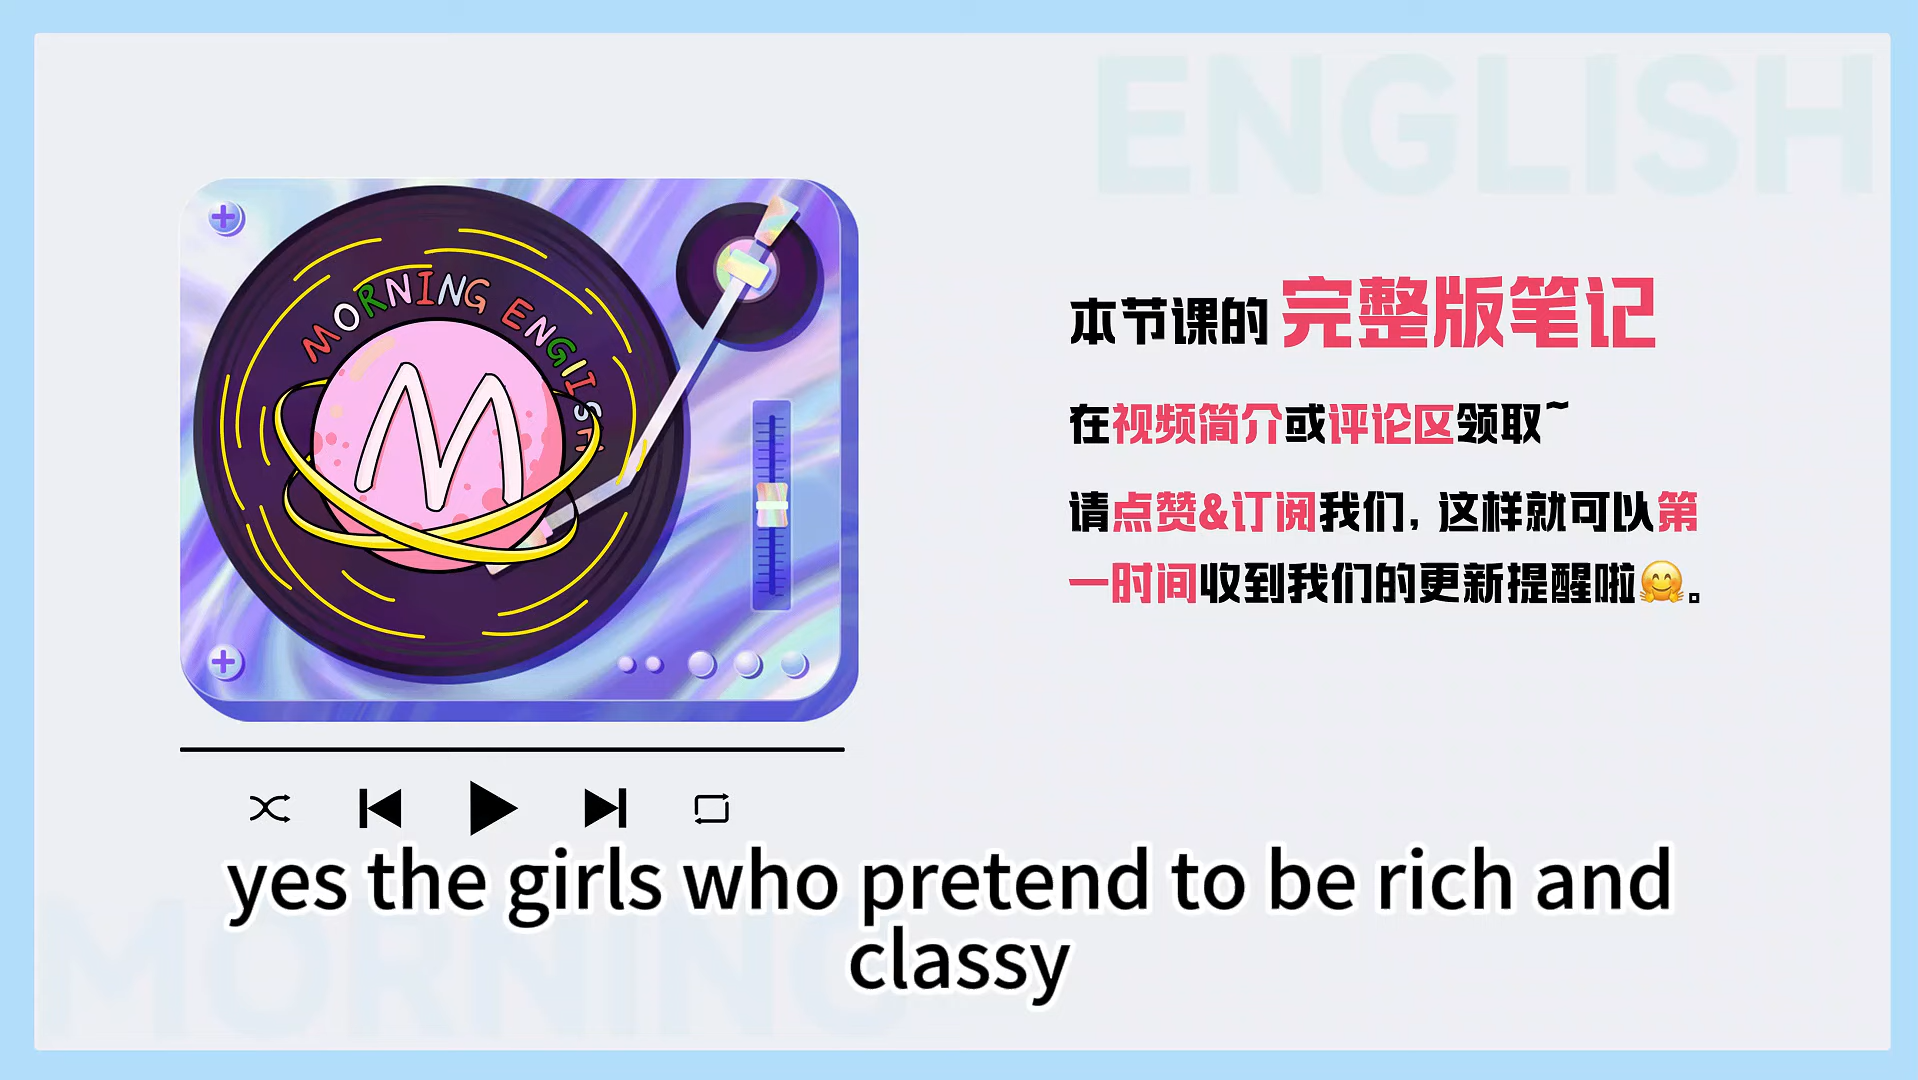 ENGLISH
MORNING ENGLISH
M
本节课的 完整版笔记
在视频简介或评论区领取~
请点赞&订阅我们，这样就可以第
一时间收到我们的更新提醒啦🤗。
yes the girls who pretend to be rich and
classy
MORNING